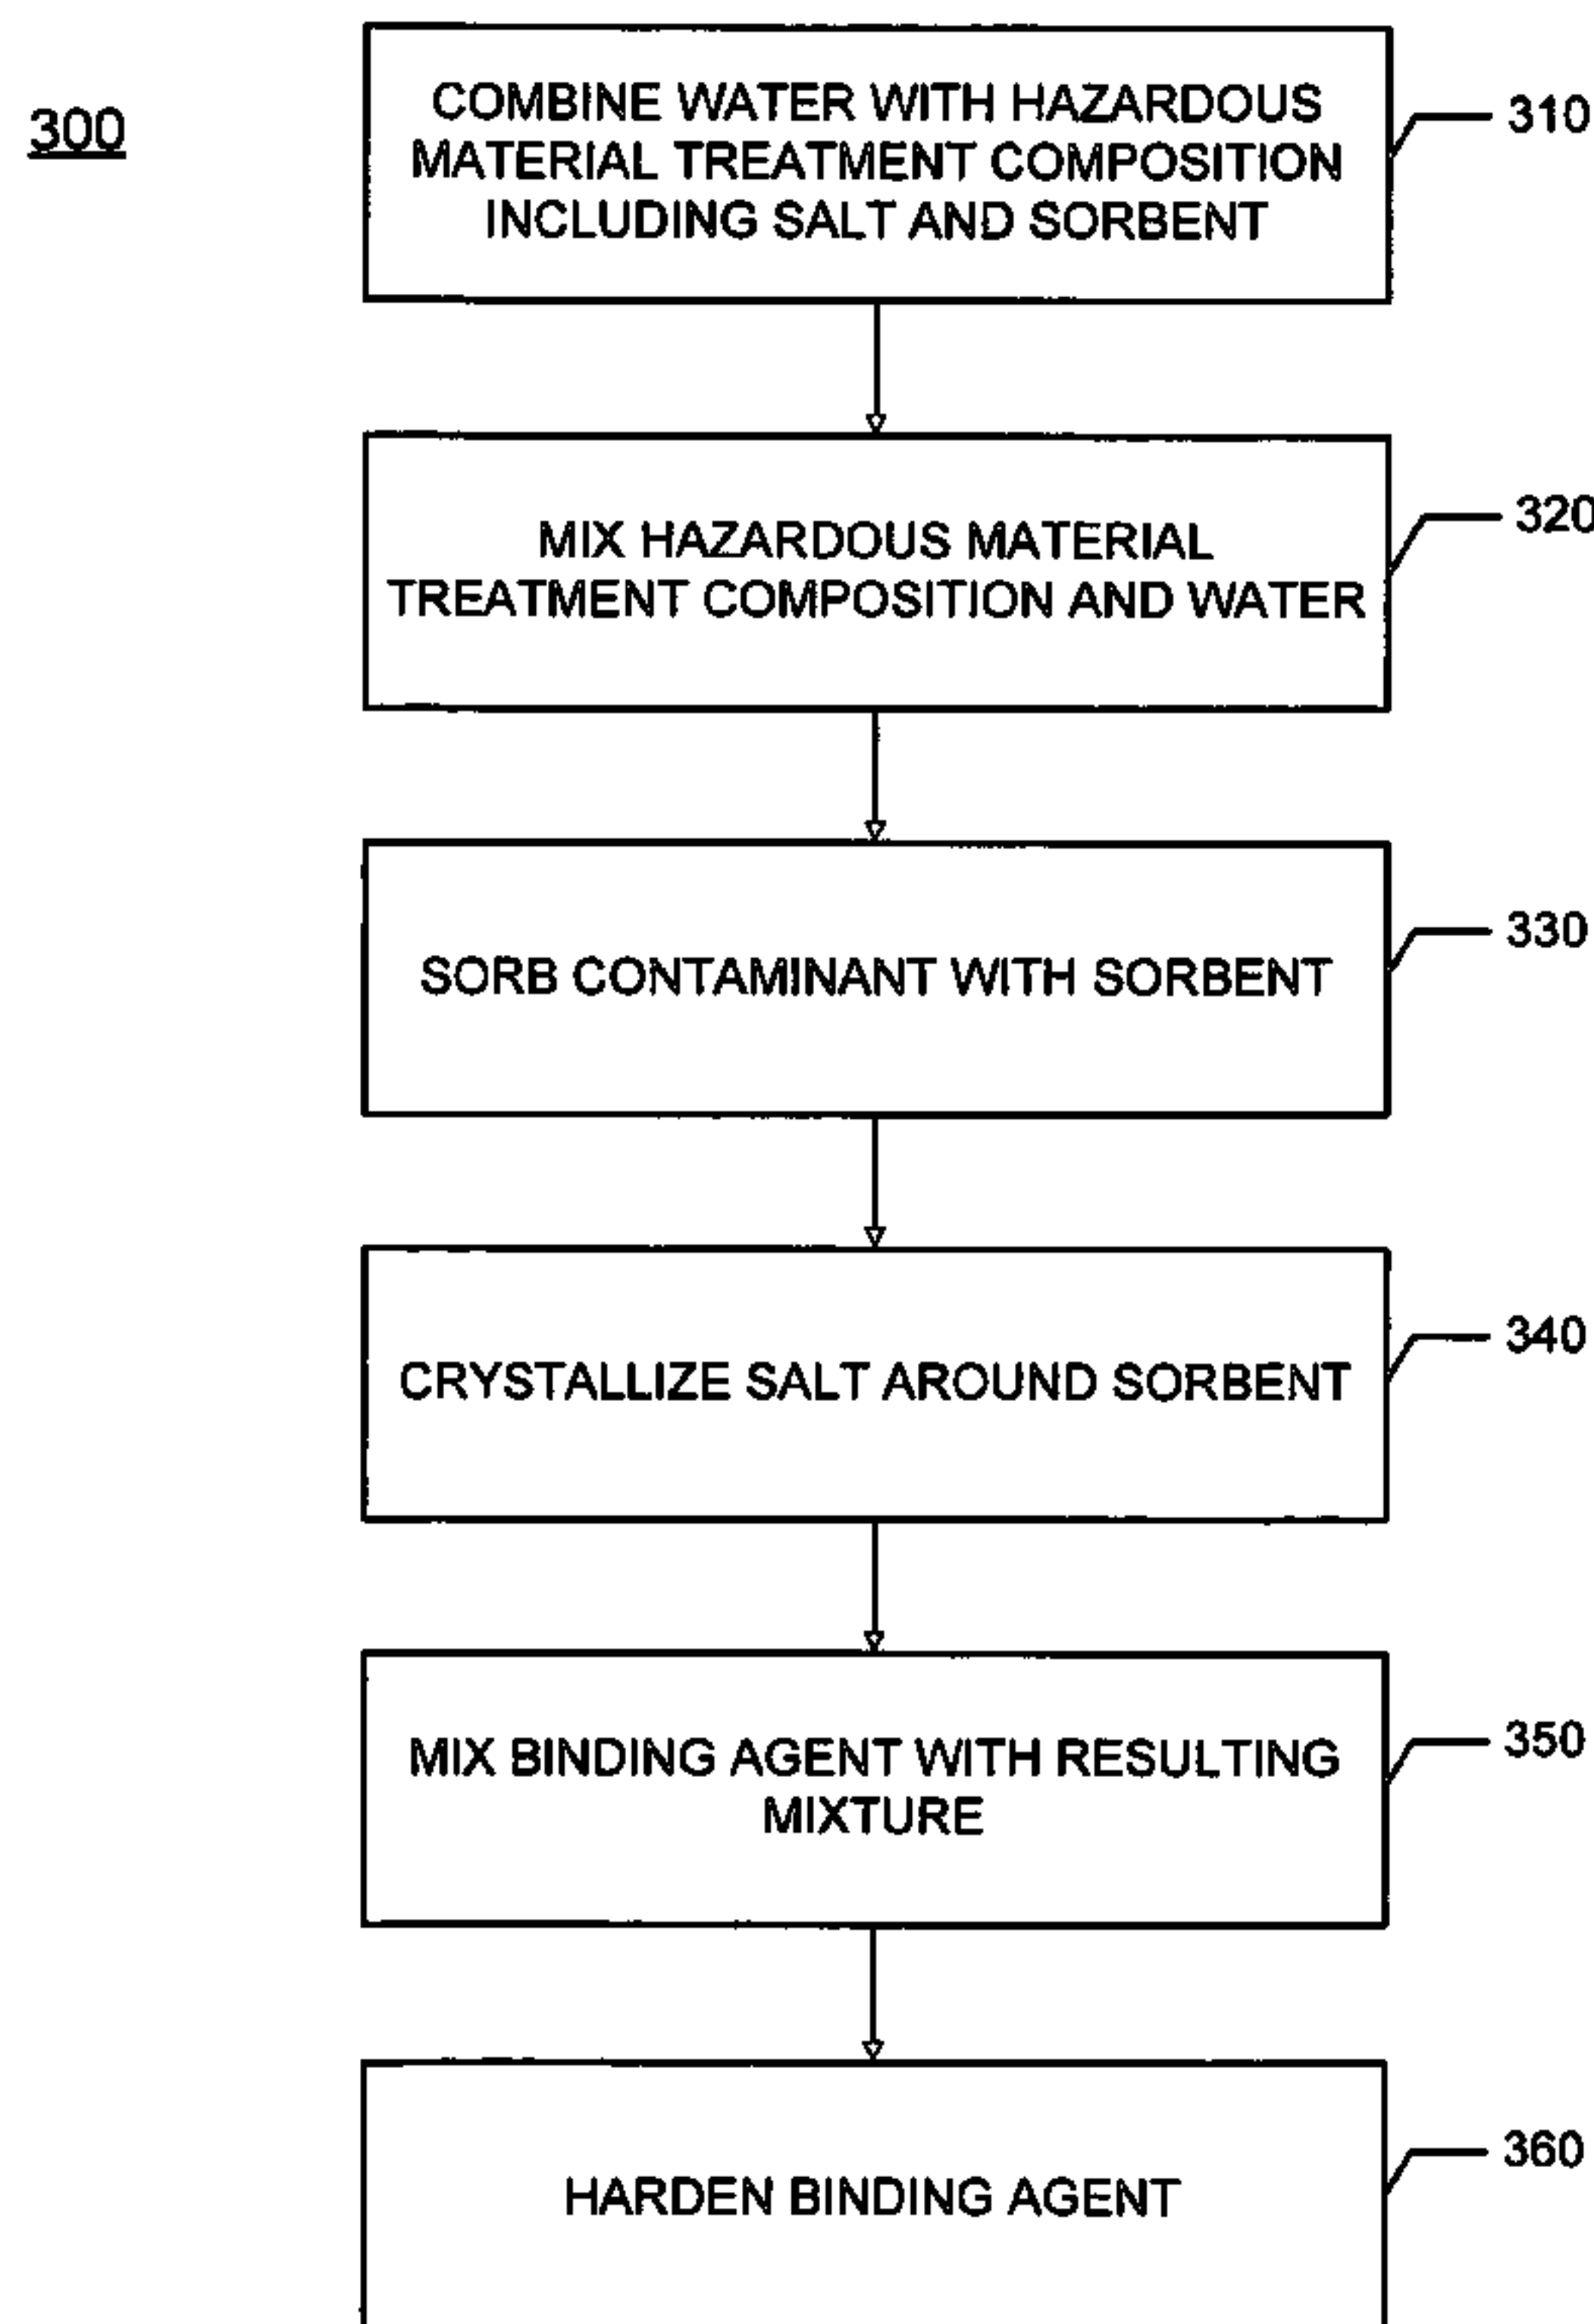 300
COMBINE WATER WITH HAZARDOUS
MATERIAL TREATMENT COMPOSITION
INCLUDING SALT AND SORBENT
310
MIX HAZARDOUS MATERIAL
TREATMENT COMPOSITION AND WATER
320
SORB CONTAMINANT WITH SORBENT
330
CRYSTALLIZE SALT AROUND SORBENT
340
MIX BINDING AGENT WITH RESULTING
MIXTURE
350
HARDEN BINDING AGENT
360